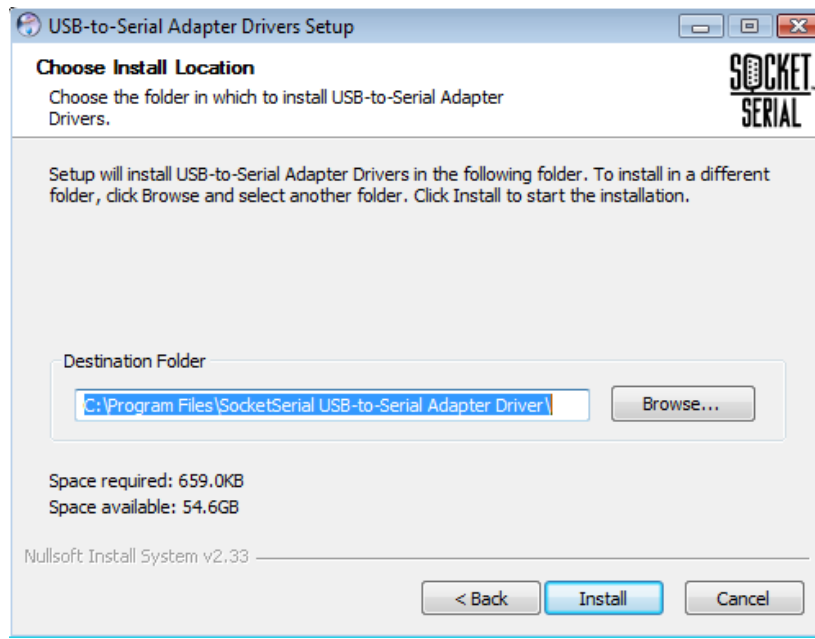 USB-to-Serial Adapter Drivers Setup
Choose Install Location
Choose the folder in which to install USB-to-Serial Adapter
Drivers.
SOCKET
SERIAL
Setup will install USB-to-Serial Adapter Drivers in the following folder. To install in a different
folder, click Browse and select another folder. Click Install to start the installation.
Destination Folder
C:\Program Files\SocketSerial USB-to-Serial Adapter Driver\
Browse...
Space required: 659.0KB
Space available: 54.6GB
Nullsoft Install System v2.33
< Back
Install
Cancel